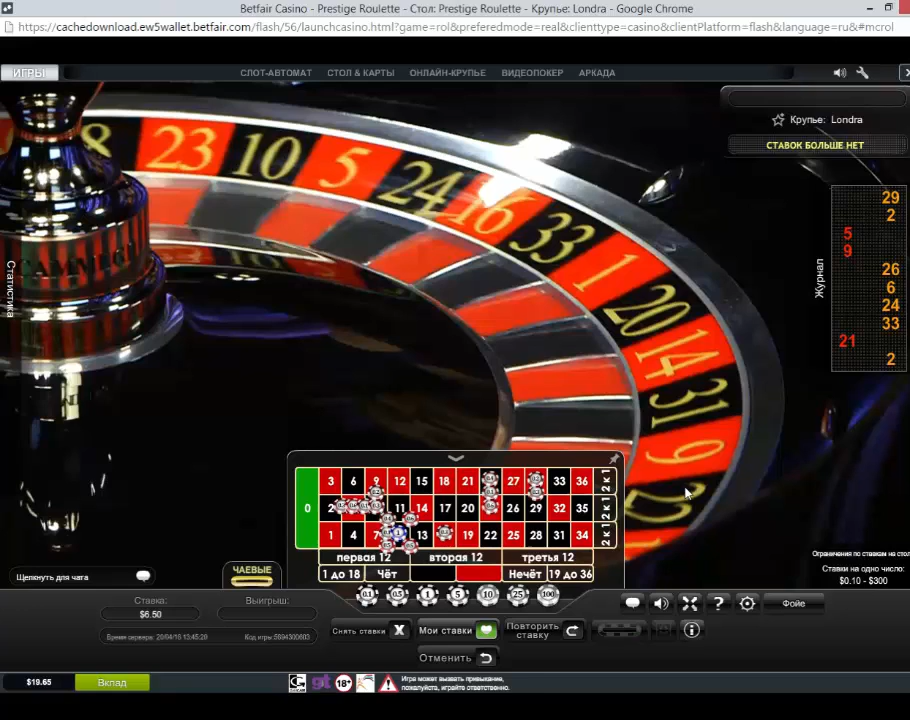 Betfair Casino - Prestige Roulette - Стол: Prestige Roulette - Крупье: Londra - Google Chrome
https://cachedownload.ew5wallet.betfair.com/flash/56/launchcasino.html?game=rol&preferedmode=real&clienttype=casino&clientPlatform=flash&language=ru&#mcrol
ИГРЫ
СЛОТ-АВТОМАТ СТОЛ & КАРТЫ ОНЛАЙН-КРУПЬЕ ВИДЕОПОКЕР АРКАДА
Крупье: Londra
СТАВОК БОЛЬШЕ НЕТ
8 23 10 5 24 16 33 1 20 14 31 9
Статистика
Журнал
29
2
5
9
26
6
24
33
21
2
3 6 9 12 15 18 21 27 33 36 2 к 1
0 2 11 14 17 20 26 29 32 35 2 к 1
1 4 7 13 19 22 25 28 31 34 2 к 1
первая 12 вторая 12 третья 12
1 до 18 Чёт Нечёт 19 до 36
Щелкнуть для чата
ЧАЕВЫЕ
0.1 0.5 1 5 10 25 100
Ограничения по ставкам на стол
Ставки на одно число:
$0.10 - $300
Ставка: Выигрыш:
$6.50
Время сервера: 20/04/16 13:45:20 Код игры:5694300603
Снять ставки X Мои ставки Повторить ставку
Отменить
Фойе
$19.65 Вклад
gt 18+
Игра может вызвать привыкание,
пожалуйста, играйте ответственно.